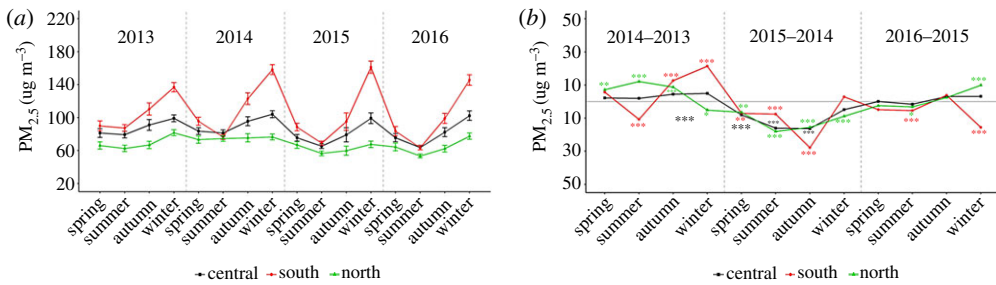 (a)
PM2.5 (ug m−3)
220
180
140
100
60
20
2013 2014 2015 2016
spring summer autumn winter spring summer autumn winter spring summer autumn winter spring summer autumn winter
central south north
(b)
PM2.5 (ug m−3)
50
30
10
10
30
50
2014–2013 2015–2014 2016–2015
** *** *** *** *** * ***
** ** *** *** *** *** *** *** *** *** ***
* *** *** ***
spring summer autumn winter spring summer autumn winter spring summer autumn winter
central south north